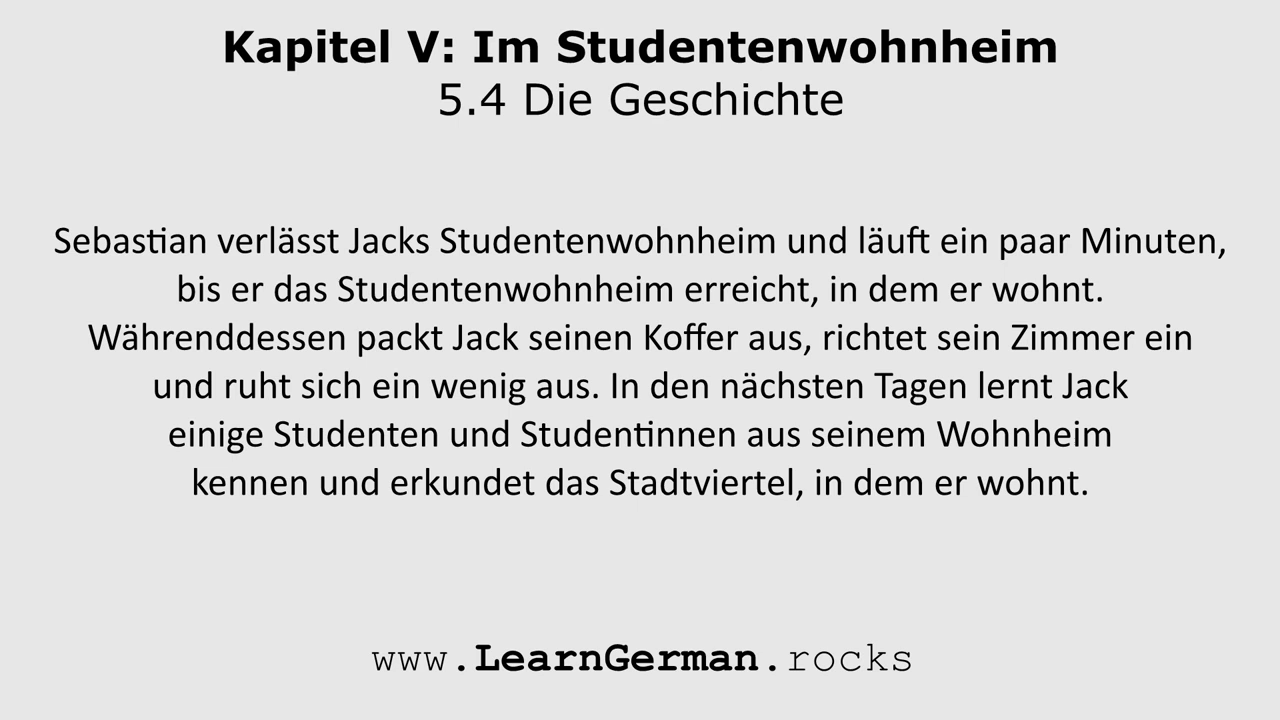 Kapitel V: Im Studentenwohnheim
5.4 Die Geschichte
Sebastian verlässt Jacks Studentenwohnheim und läuft ein paar Minuten,
bis er das Studentenwohnheim erreicht, in dem er wohnt.
Währenddessen packt Jack seinen Koffer aus, richtet sein Zimmer ein
und ruht sich ein wenig aus. In den nächsten Tagen lernt Jack
einige Studenten und Studentinnen aus seinem Wohnheim
kennen und erkundet das Stadtviertel, in dem er wohnt.
www.LearnGerman.rocks